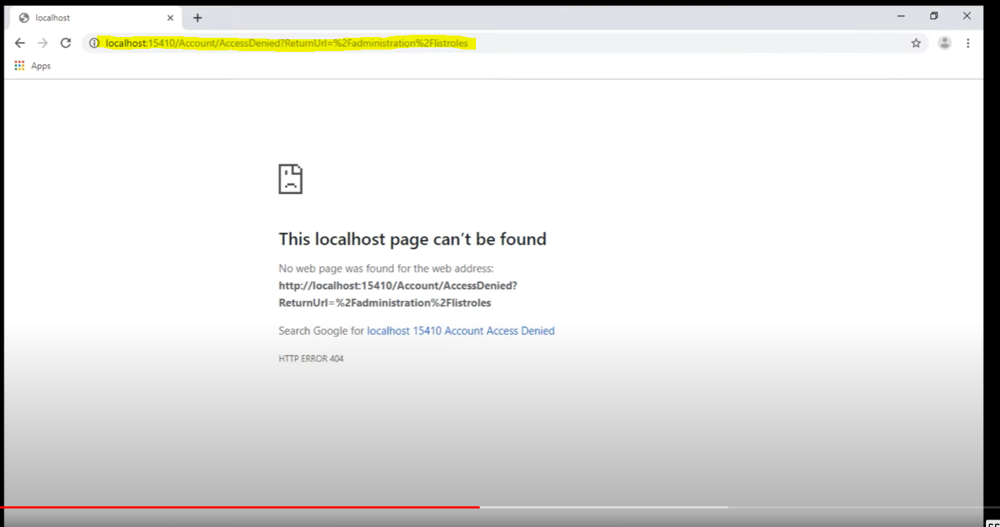 localhost
localhost:15410/Account/AccessDenied?ReturnUrl=%2Fadministration%2Flistroles
Apps
This localhost page can’t be found
No web page was found for the web address:
http://localhost:15410/Account/AccessDenied?
ReturnUrl=%2Fadministration%2Flistroles
Search Google for localhost 15410 Account Access Denied
HTTP ERROR 404